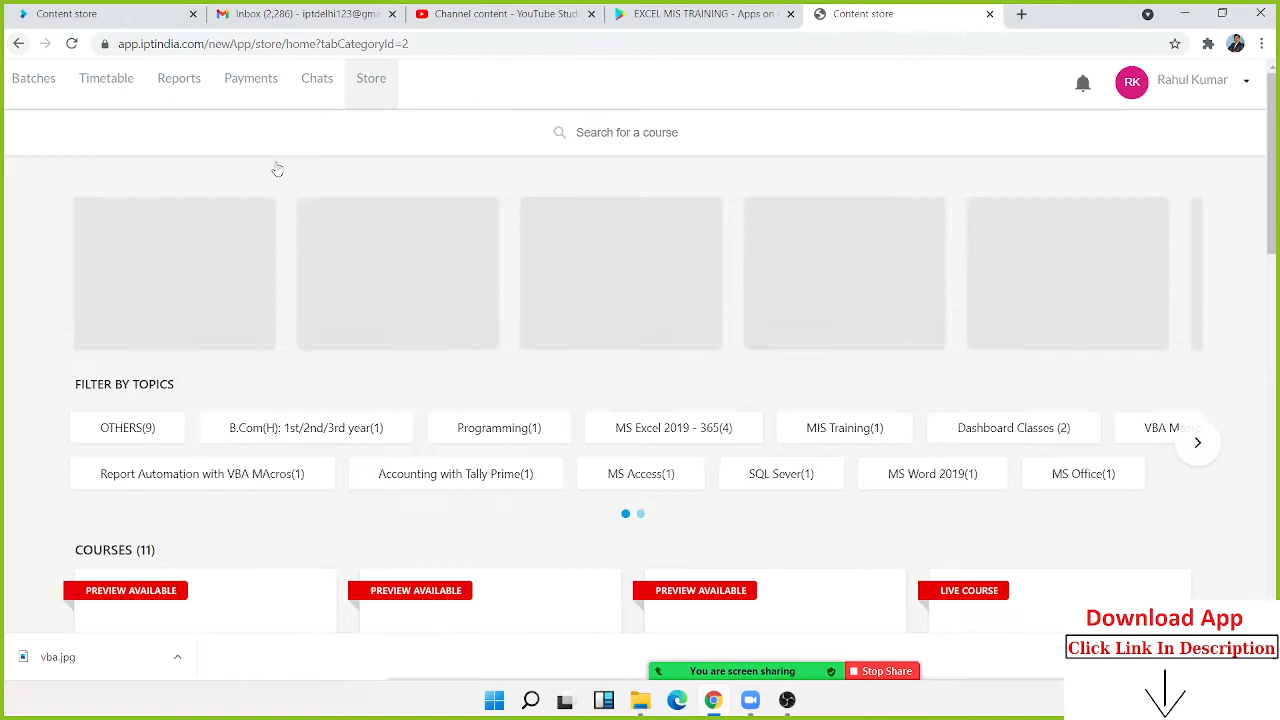 Content store
Inbox (2,286) - iptdelhi123@gma
Channel content - YouTube Stud
EXCEL MIS TRAINING - Apps on
Content store
app.iptindia.com/newApp/store/home?tabCategoryId=2
Batches Timetable Reports Payments Chats Store
RK Rahul Kumar
Search for a course
FILTER BY TOPICS
OTHERS(9) B.Com(H): 1st/2nd/3rd year(1) Programming(1) MS Excel 2019 - 365(4) MIS Training(1) Dashboard Classes (2) VBA Macro
Report Automation with VBA MAcros(1) Accounting with Tally Prime(1) MS Access(1) SQL Sever(1) MS Word 2019(1) MS Office(1)
COURSES (11)
PREVIEW AVAILABLE PREVIEW AVAILABLE PREVIEW AVAILABLE LIVE COURSE
Download App
Click Link In Description
vba.jpg
You are screen sharing Stop Share